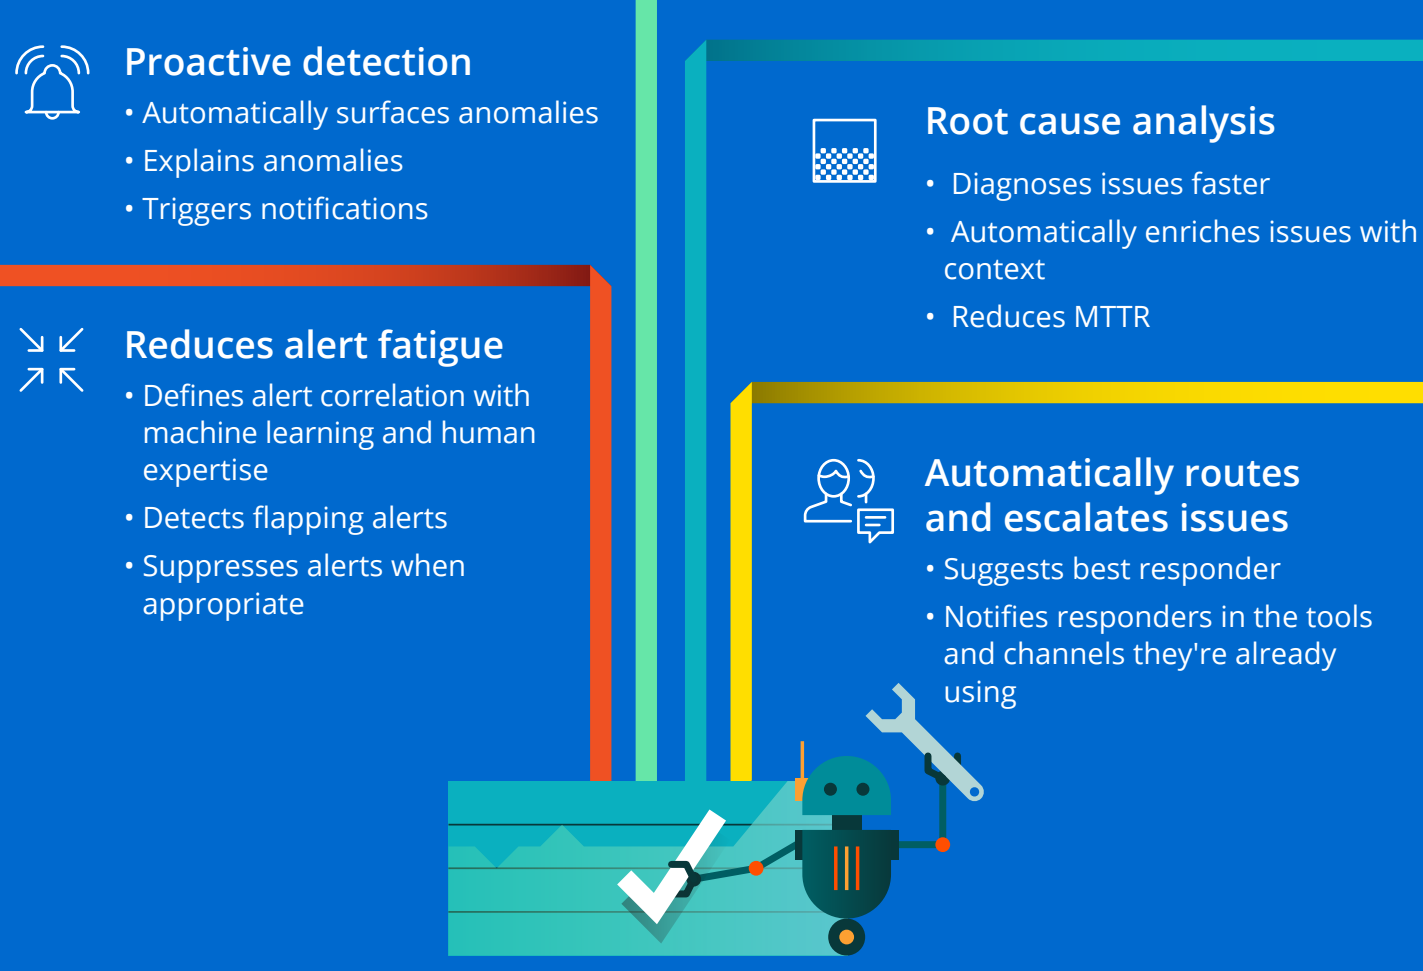 Proactive detection
• Automatically surfaces anomalies
• Explains anomalies
• Triggers notifications
Reduces alert fatigue
• Defines alert correlation with
machine learning and human
expertise
• Detects flapping alerts
• Suppresses alerts when
appropriate
Root cause analysis
• Diagnoses issues faster
• Automatically enriches issues with
context
• Reduces MTTR
Automatically routes
and escalates issues
• Suggests best responder
• Notifies responders in the tools
and channels they're already
using